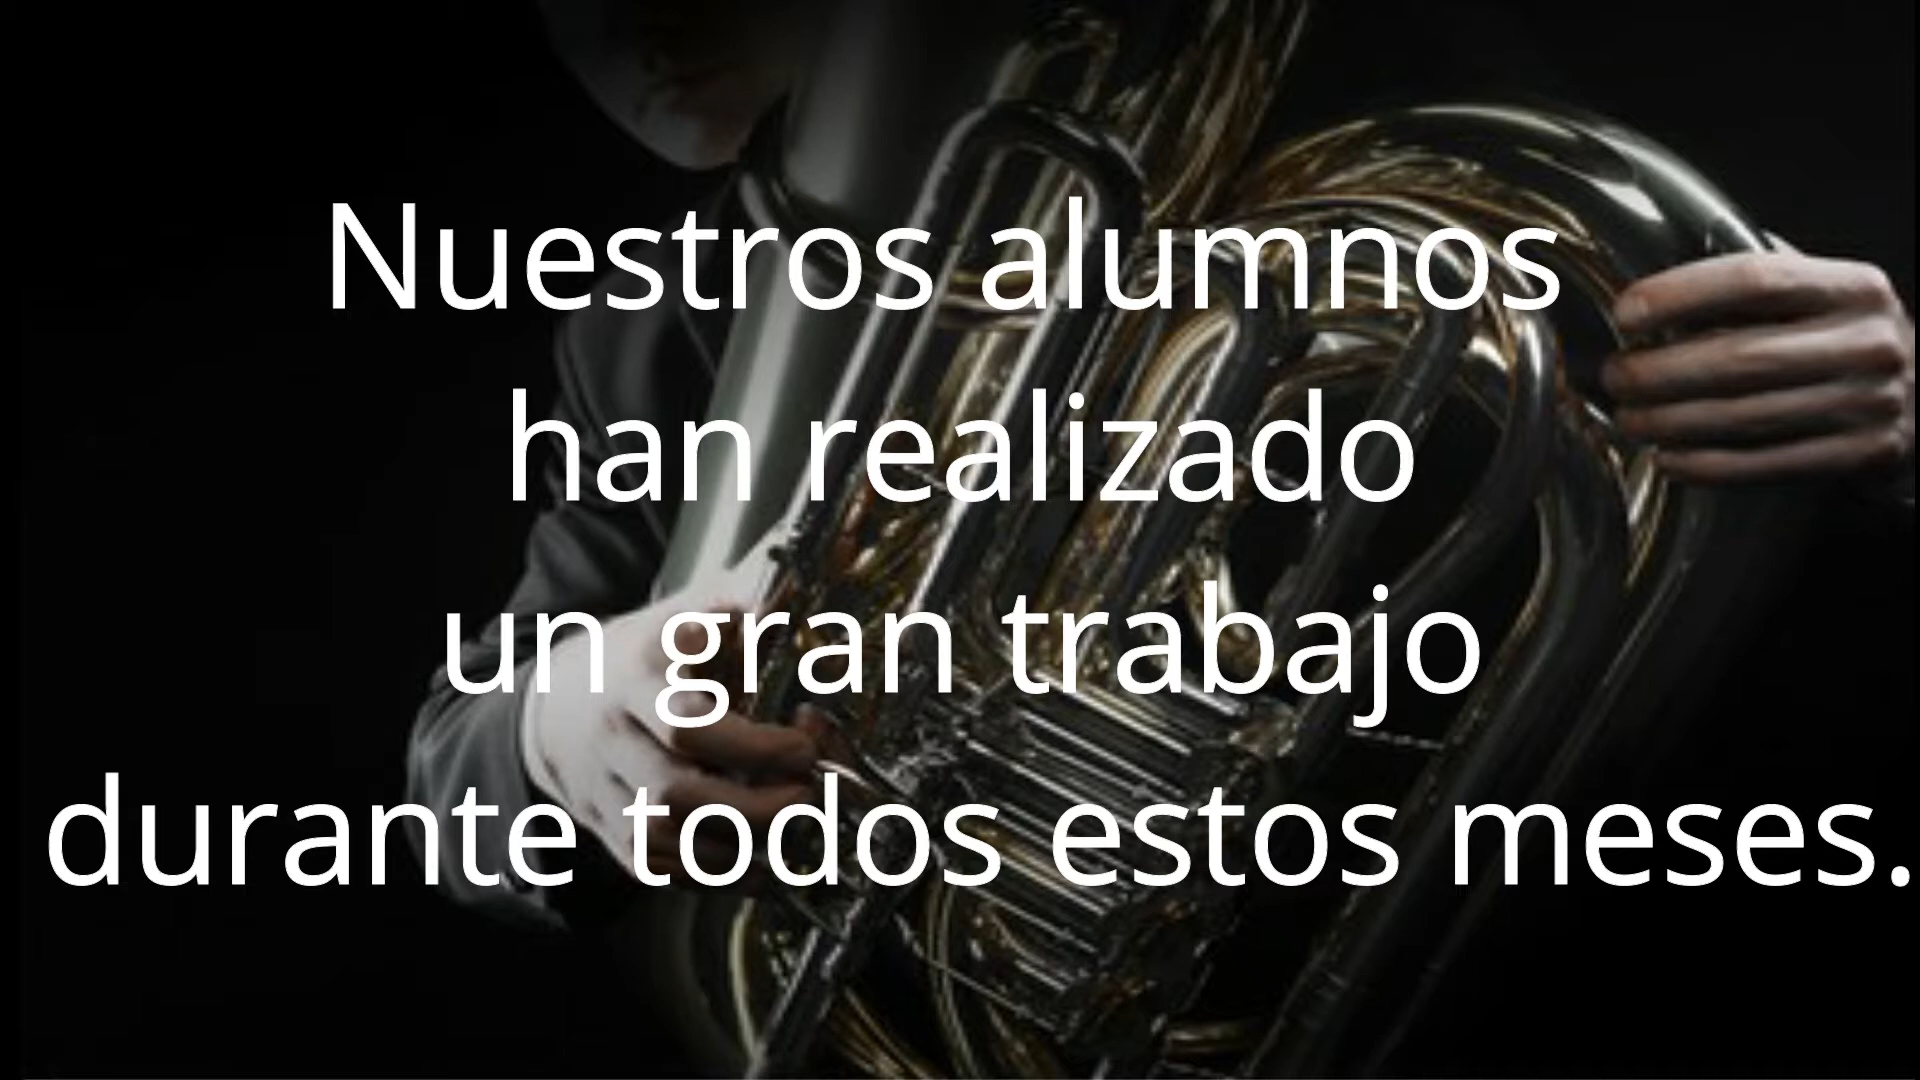 Nuestros alumnos
han realizado
un gran trabajo
durante todos estos meses.